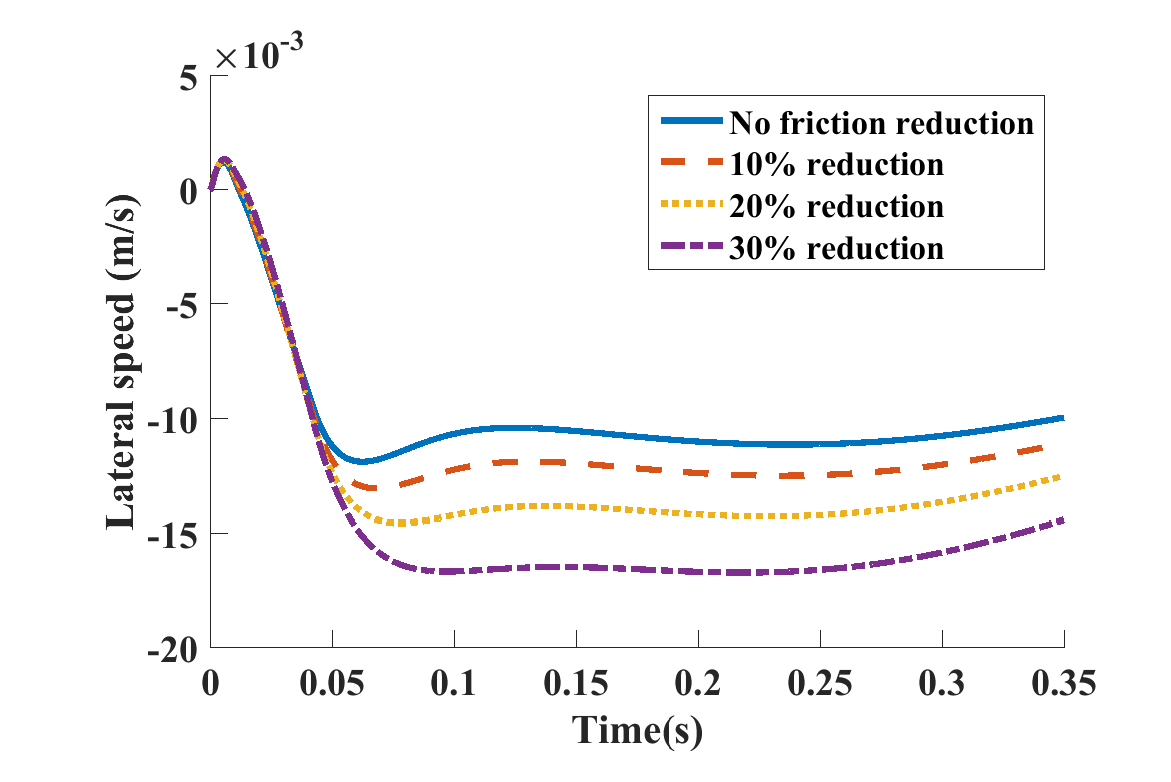 ×10-3
5
0
-5
-10
-15
-20
Lateral speed (m/s)
No friction reduction
10% reduction
20% reduction
30% reduction
0 0.05 0.1 0.15 0.2 0.25 0.3 0.35
Time(s)